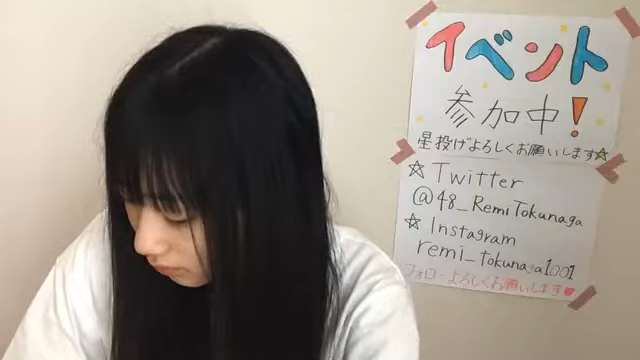 イベント
参加中!
星投げよろしくお願いします☆
☆ Twitter
@48_RemiTokunaga
☆ Instagram
remi_tokunaga1001
フォローよろしくお願いします♥